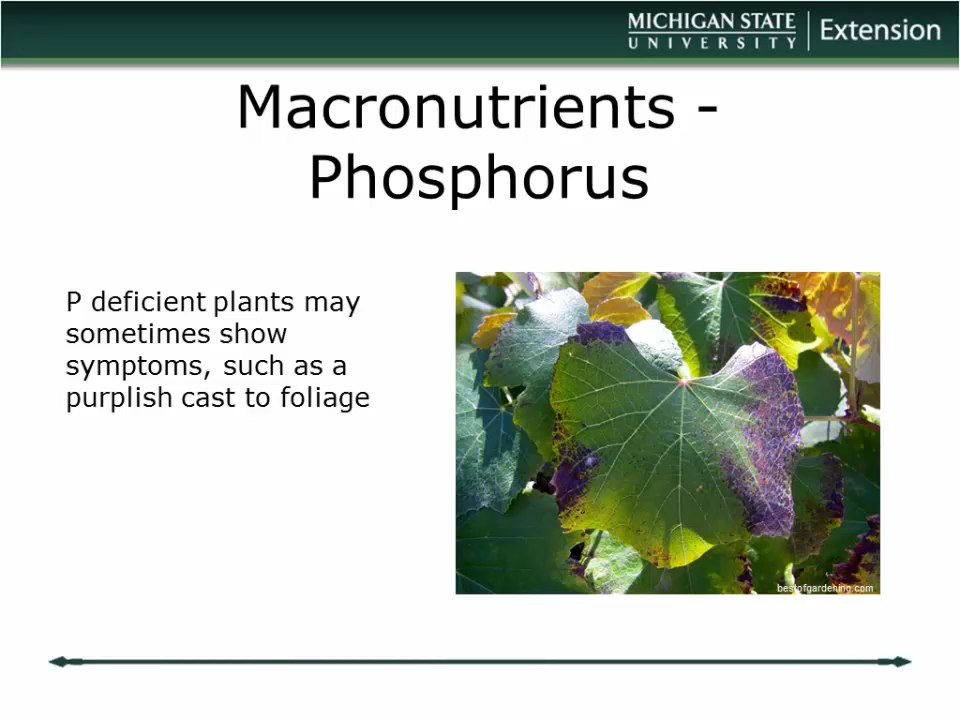 MICHIGAN STATE
UNIVERSITY
Extension
Macronutrients -
Phosphorus
P deficient plants may
sometimes show
symptoms, such as a
purplish cast to foliage
bestofgardening.com